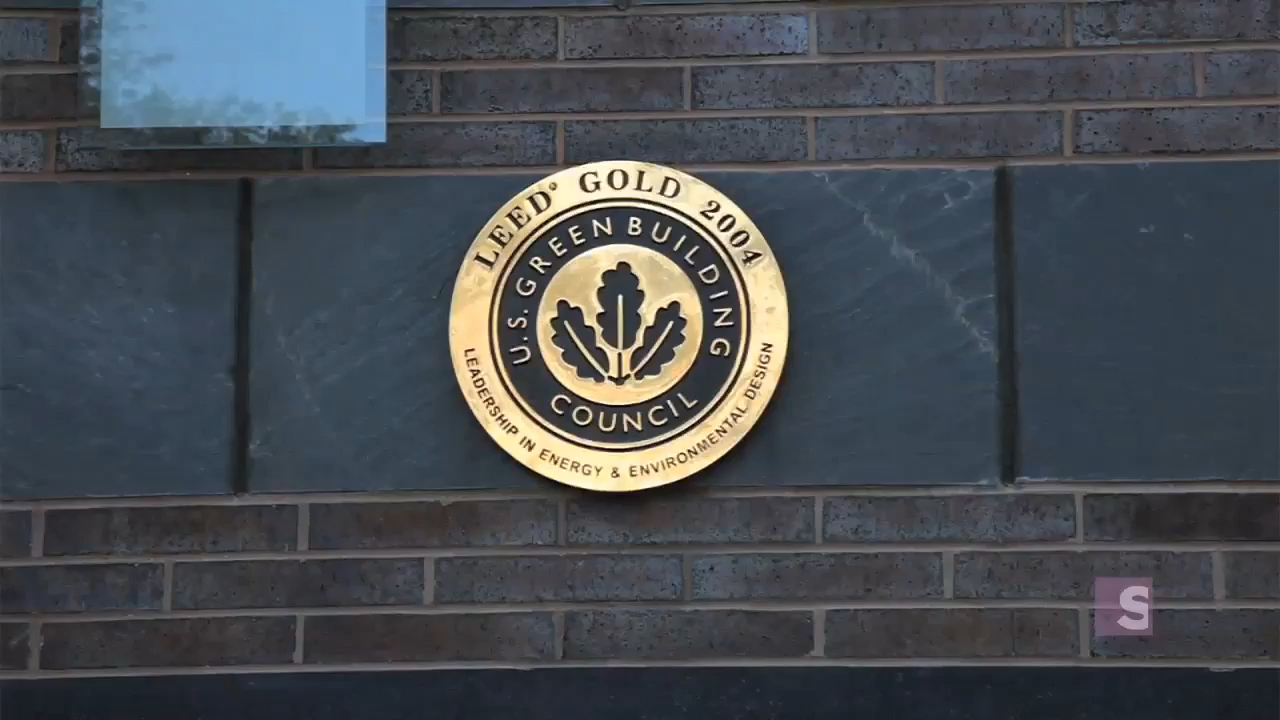 LEED® GOLD 2004
U.S. GREEN BUILDING
COUNCIL
LEADERSHIP IN ENERGY & ENVIRONMENTAL DESIGN
S